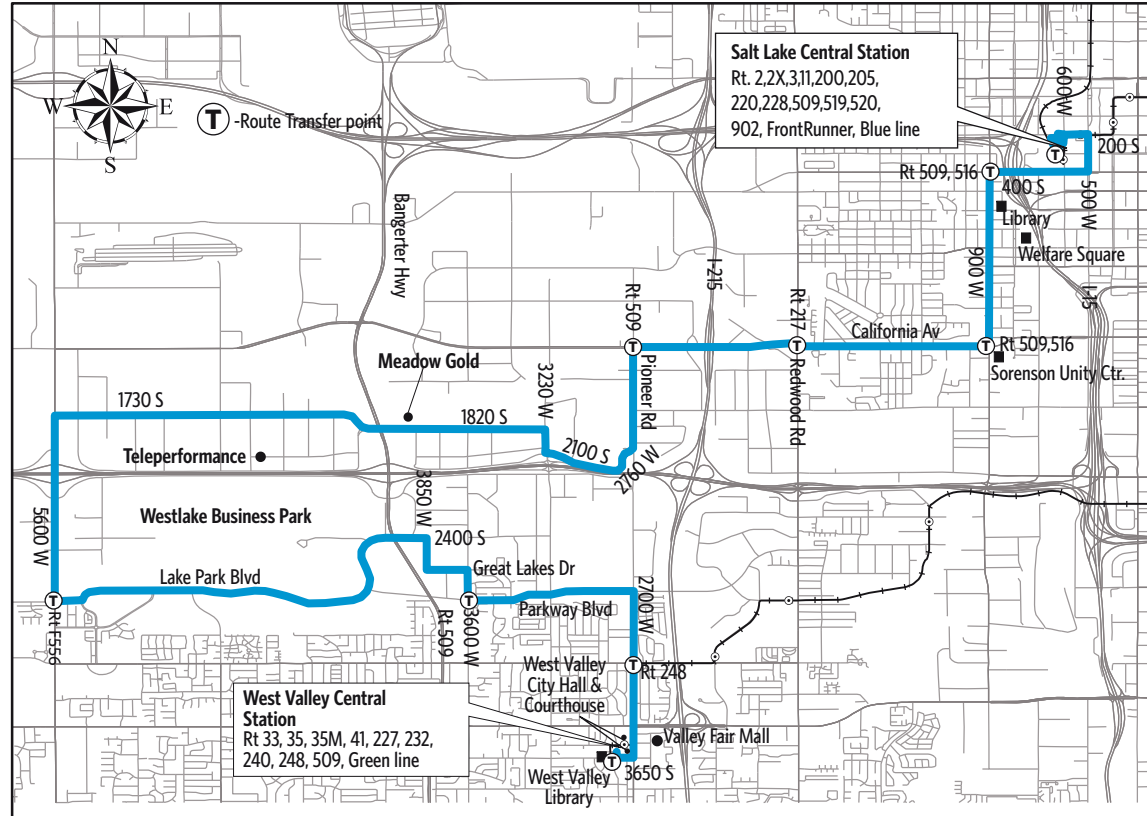 N
W
E
S
T
-Route Transfer point
Salt Lake Central Station
Rt. 2,2X,3,11,200,205,
220,228,509,519,520,
902, FrontRunner, Blue line
600W
T
200 S
Rt 509,516
T
400 S
500 W
Library
Welfare Square
Bangerter Hwy
I-215
900 W
I-15
Rt 509
Rt 217
California Av
T
T
T
Rt 509,516
Sorenson Unity Ctr.
Meadow Gold
3230 W
Pioneer Rd
Redwood Rd
1730 S
1820 S
2100 S
2760 W
Teleperformance
3850 W
5600 W
Westlake Business Park
2400 S
Great Lakes Dr
Lake Park Blvd
T
T
Parkway Blvd
2700 W
Rt F556
Rt 509
3600 W
T
Rt 248
West Valley
City Hall &
Courthouse
West Valley Central
Station
Rt 33, 35, 35M, 41, 227, 232,
240, 248, 509, Green line
Valley Fair Mall
T
3650 S
West Valley
Library